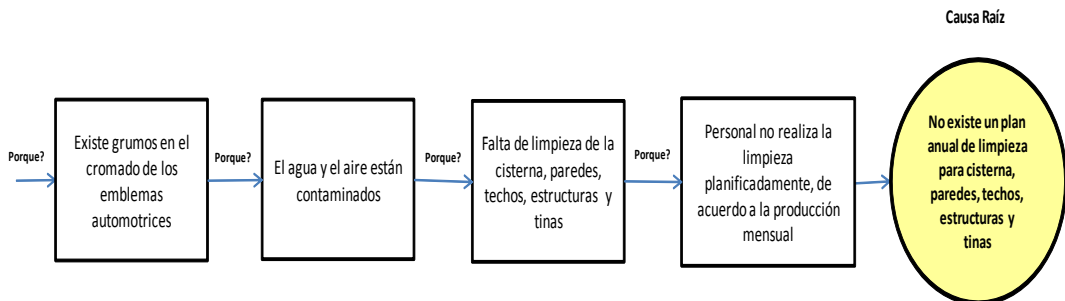 Causa Raíz
Porque?
Existe grumos en el
cromado de los
emblemas
automotrices
Porque?
El agua y el aire están
contaminados
Porque?
Falta de limpieza de la
cisterna, paredes,
techos, estructuras y
tinas
Porque?
Personal no realiza la
limpieza
planificadamente, de
acuerdo a la producción
mensual
No existe un plan
anual de limpieza
para cisterna,
paredes, techos,
estructuras y
tinas